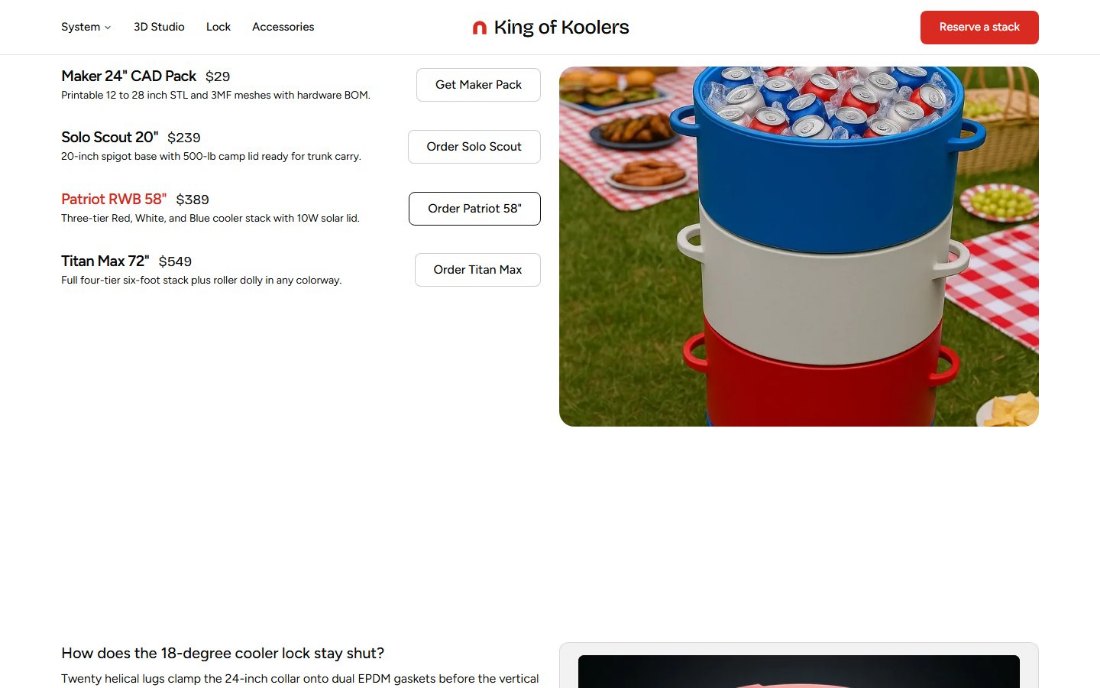 System
3D Studio
Lock
Accessories
King of Koolers
Reserve a stack
Maker 24" CAD Pack $29
Printable 12 to 28 inch STL and 3MF meshes with hardware BOM.
Get Maker Pack
Solo Scout 20" $239
20-inch spigot base with 500-lb camp lid ready for trunk carry.
Order Solo Scout
Patriot RWB 58" $389
Three-tier Red, White, and Blue cooler stack with 10W solar lid.
Order Patriot 58"
Titan Max 72" $549
Full four-tier six-foot stack plus roller dolly in any colorway.
Order Titan Max
How does the 18-degree cooler lock stay shut?
Twenty helical lugs clamp the 24-inch collar onto dual EPDM gaskets before the vertical